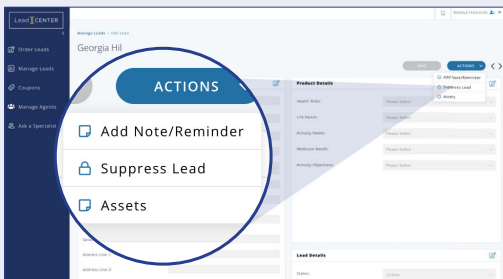 Lead CENTER
Manage Leads / Edit Lead
Order Leads
Georgia Hil
Manage Leads
Coupons
Manage Agents
Ask a Specialist
ACTIONS
Add Note/Reminder
Suppress Lead
Assets
ACTIONS
Add Note/Reminder
Suppress Lead
Assets
Product Details
Health Risks:
Please Select
Life Needs:
Please Select
Annuity Needs:
Please Select
Medicare Needs:
Please Select
Annuity Objectives:
Please Select
Address Line 1:
Address Line 2:
Lead Details
Status: